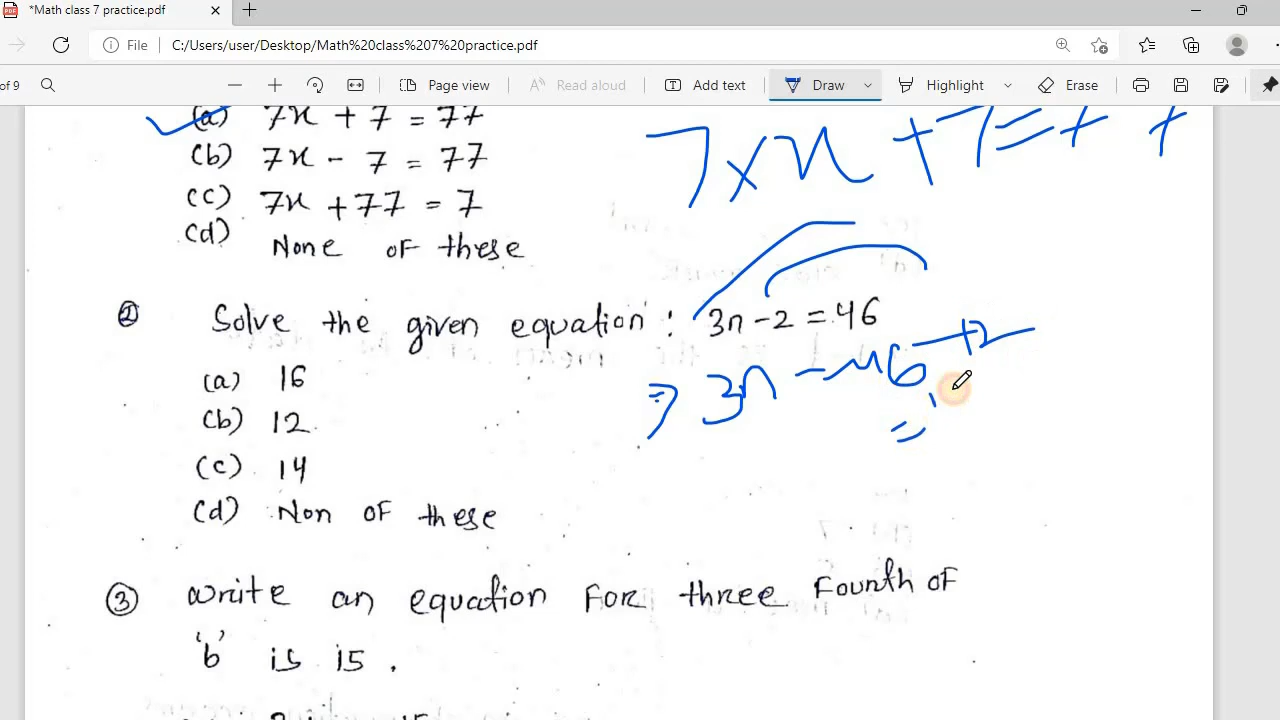 *Math class 7 practice.pdf
File C:/Users/user/Desktop/Math%20class%207%20practice.pdf
of 9 Page view Read aloud Add text Draw Highlight Erase
(a) 7x + 7 = 77
7 × x + 7 = 77
(b) 7x - 7 = 77
(c) 7x + 77 = 7
(d) None of these
② Solve the given equation : 3n - 2 = 46
⇒ 3n = 46 + 2
=
(a) 16
(b) 12
(c) 14
(d) Non of these
③ Write an equation for three fourth of
'b' is 15.